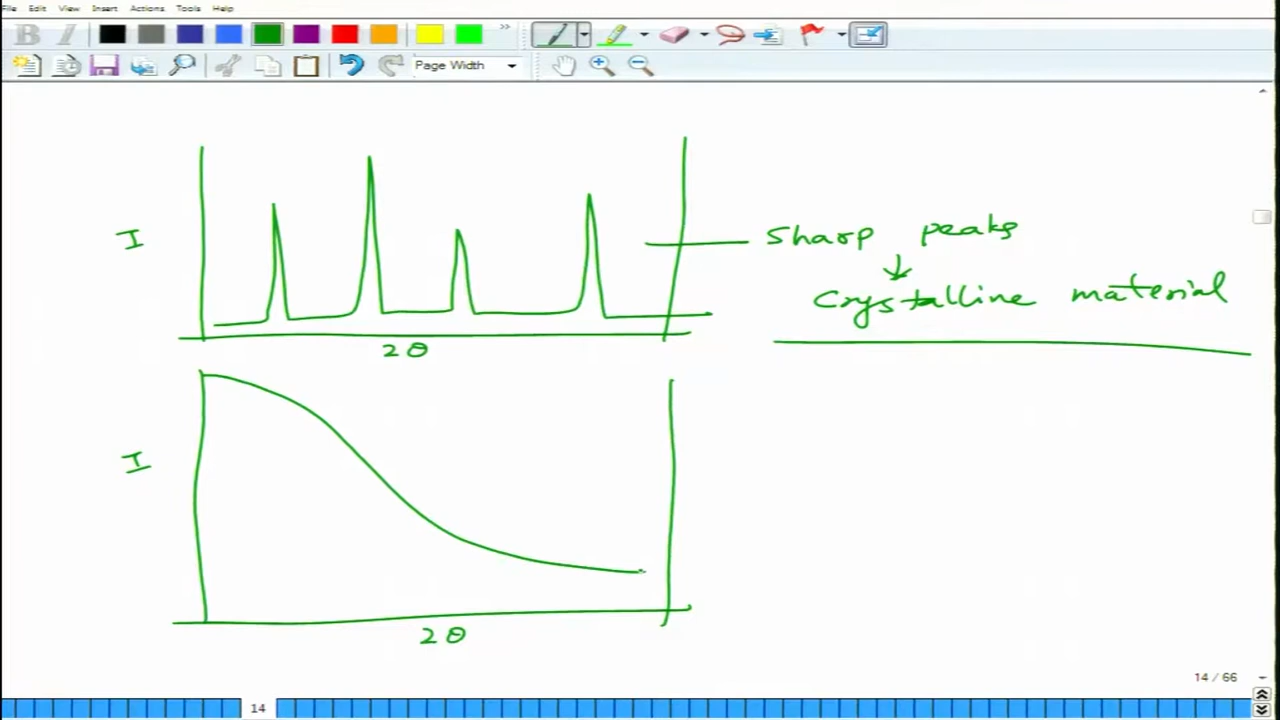 File Edit View Insert Actions Tools Help
B I
Page Width
I
Sharp peaks
Crystalline material
2θ
I
2θ
14 / 66
14